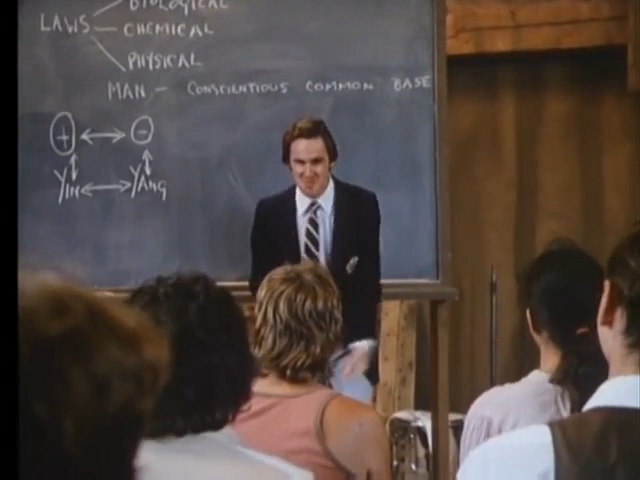 BIOLOGICAL
LAWS - CHEMICAL
PHYSICAL
MAN - CONSCIENTIOUS COMMON BASE
+ ↔ -
YIN ↔ YANG